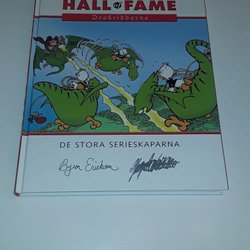 HALL of FAME
Drakriddarna
DE STORA SERIESKAPARNA
Byron Erickson